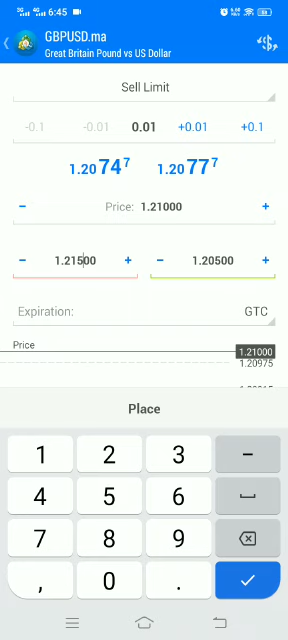 3G 4G 6:45
GBPUSD.ma
Great Britain Pound vs US Dollar
Sell Limit
-0.1 -0.01 0.01 +0.01 +0.1
1.20747 1.20777
- Price: 1.21000 +
- 1.21500 + - 1.20500 +
Expiration: GTC
Price
1.21000
1.20975
Place
1 2 3 -
4 5 6
7 8 9
, 0 .